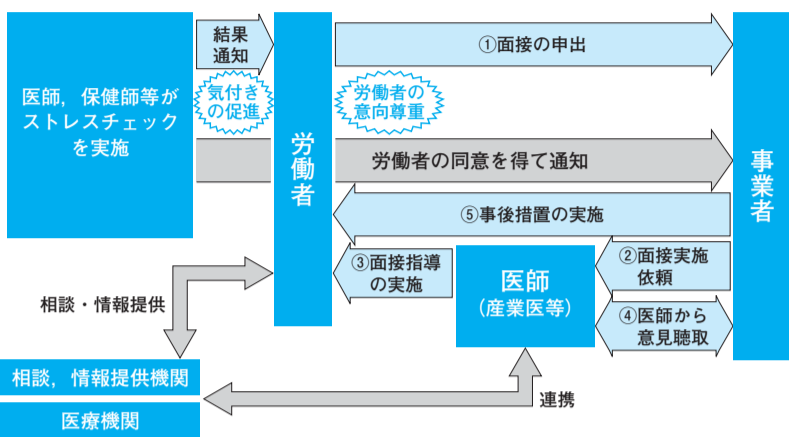 医師，保健師等が
ストレスチェック
を実施
結果
通知
気付き
の促進
労働者
①面接の申出
労働者の
意向尊重
労働者の同意を得て通知
事業者
⑤事後措置の実施
③面接指導
の実施
医師
(産業医等)
②面接実施
依頼
④医師から
意見聴取
相談・情報提供
相談，情報提供機関
医療機関
連携